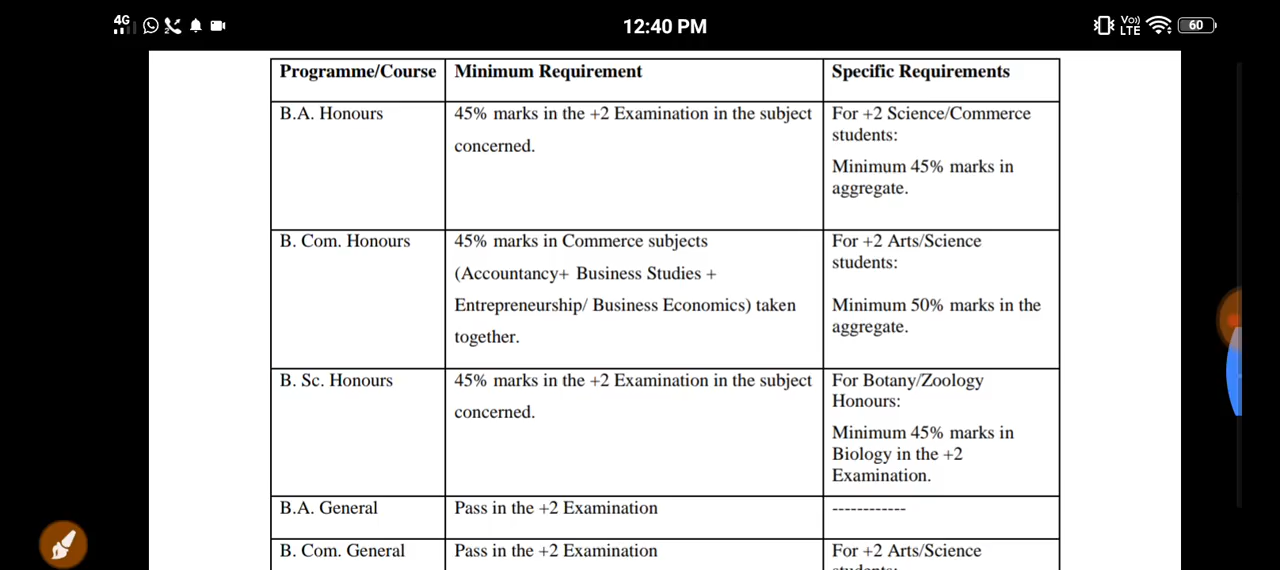 4G
12:40 PM
Vo)) LTE
60
Programme/Course Minimum Requirement Specific Requirements
B.A. Honours 45% marks in the +2 Examination in the subject concerned. For +2 Science/Commerce students:
Minimum 45% marks in aggregate.
B. Com. Honours 45% marks in Commerce subjects (Accountancy+ Business Studies + Entrepreneurship/ Business Economics) taken together. For +2 Arts/Science students:
Minimum 50% marks in the aggregate.
B. Sc. Honours 45% marks in the +2 Examination in the subject concerned. For Botany/Zoology Honours:
Minimum 45% marks in Biology in the +2 Examination.
B.A. General Pass in the +2 Examination ------------
B. Com. General Pass in the +2 Examination For +2 Arts/Science